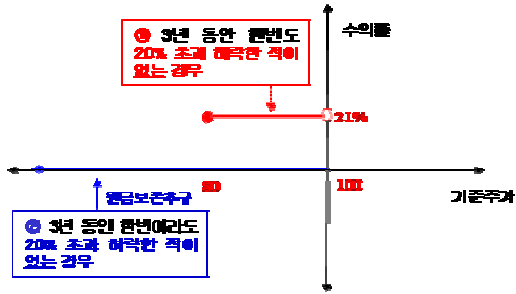 ① 3년 동안 한번도
20% 초과 하락한 적이
없는 경우
수익률
21%
80
100
기준주가
원금보존추구
② 3년 동안 한번이라도
20% 초과 하락한 적이
있는 경우